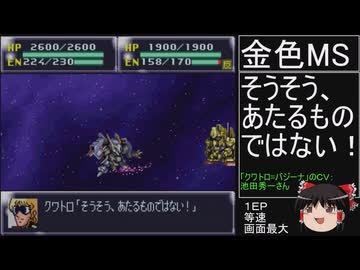 HP 2600/2600
EN 224/230
HP 1900/1900
EN 158/170
反
クワトロ「そうそう、あたるものではない!」
金色MS
そうそう、
あたるもの
ではない!
「クワトロ=バジーナ」のCV:
池田秀一さん
1EP
等速
画面最大